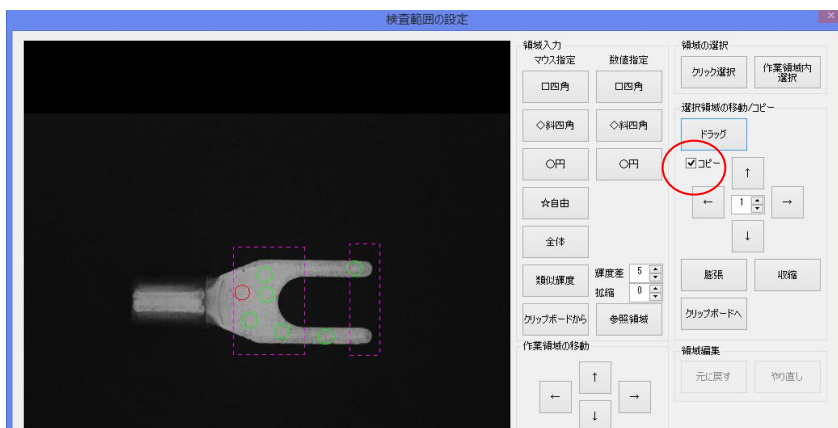 検査範囲の設定
領域入力
マウス指定
数値指定
□四角
□四角
◇斜四角
◇斜四角
○円
○円
☆自由
全体
類似輝度
輝度差 5
拡縮 0
クリップボードから
参照領域
作業領域の移動
↑
←
→
↓
領域の選択
クリック選択
作業領域内
選択
選択領域の移動/コピー
ドラッグ
コピー
↑
←
1
→
↓
膨張
収縮
クリップボードへ
領域編集
元に戻す
やり直し